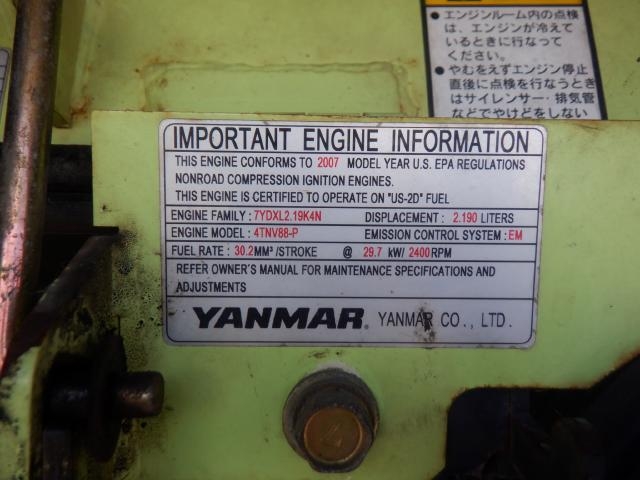 ●エンジンルーム内の点検
は、エンジンが冷えて
いるときに行なって
ください。
●やむをえずエンジン停止
直後に点検を行なうとき
はサイレンサー・排気管
などでやけどをしない
IMPORTANT ENGINE INFORMATION
THIS ENGINE CONFORMS TO 2007 MODEL YEAR U.S. EPA REGULATIONS
NONROAD COMPRESSION IGNITION ENGINES.
THIS ENGINE IS CERTIFIED TO OPERATE ON "US-2D" FUEL
ENGINE FAMILY : 7YDXL2.19K4N DISPLACEMENT : 2.190 LITERS
ENGINE MODEL : 4TNV88-P EMISSION CONTROL SYSTEM : EM
FUEL RATE : 30.2MM³ /STROKE @ 29.7 kW/ 2400RPM
REFER OWNER'S MANUAL FOR MAINTENANCE SPECIFICATIONS AND
ADJUSTMENTS
YANMAR. YANMAR CO., LTD.
4